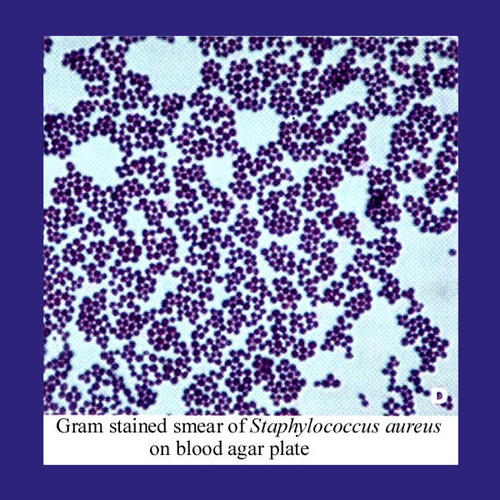 D
Gram stained smear of Staphylococcus aureus
on blood agar plate